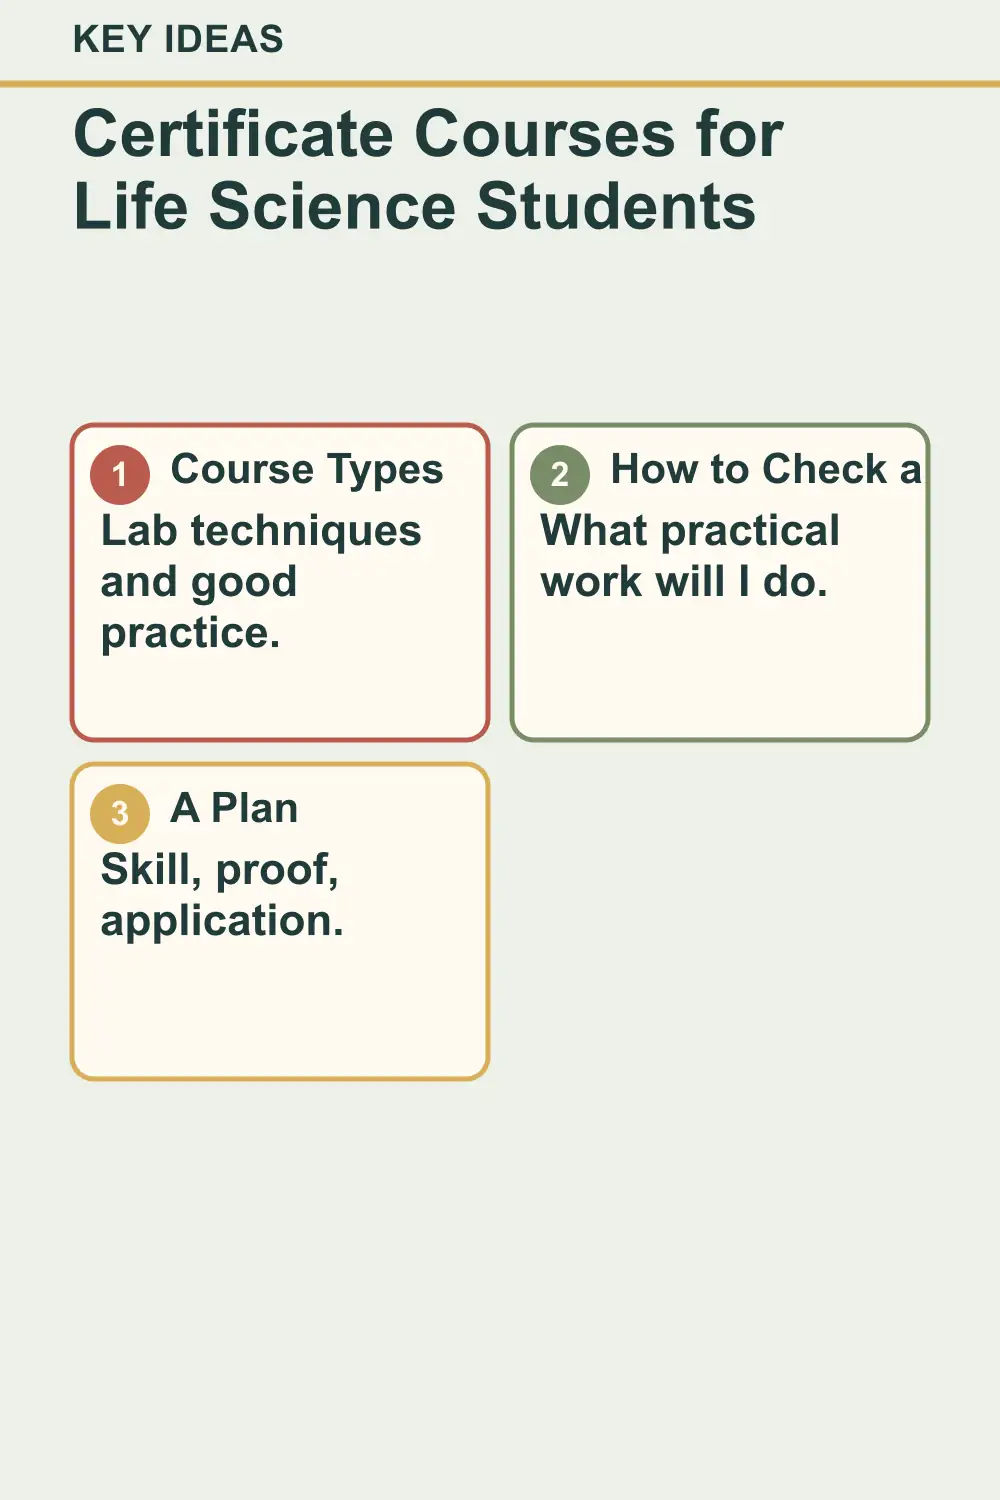 KEY IDEAS
Certificate Courses for
Life Science Students
1 Course Types
Lab techniques
and good
practice.
2 How to Check a
What practical
work will I do.
3 A Plan
Skill, proof,
application.